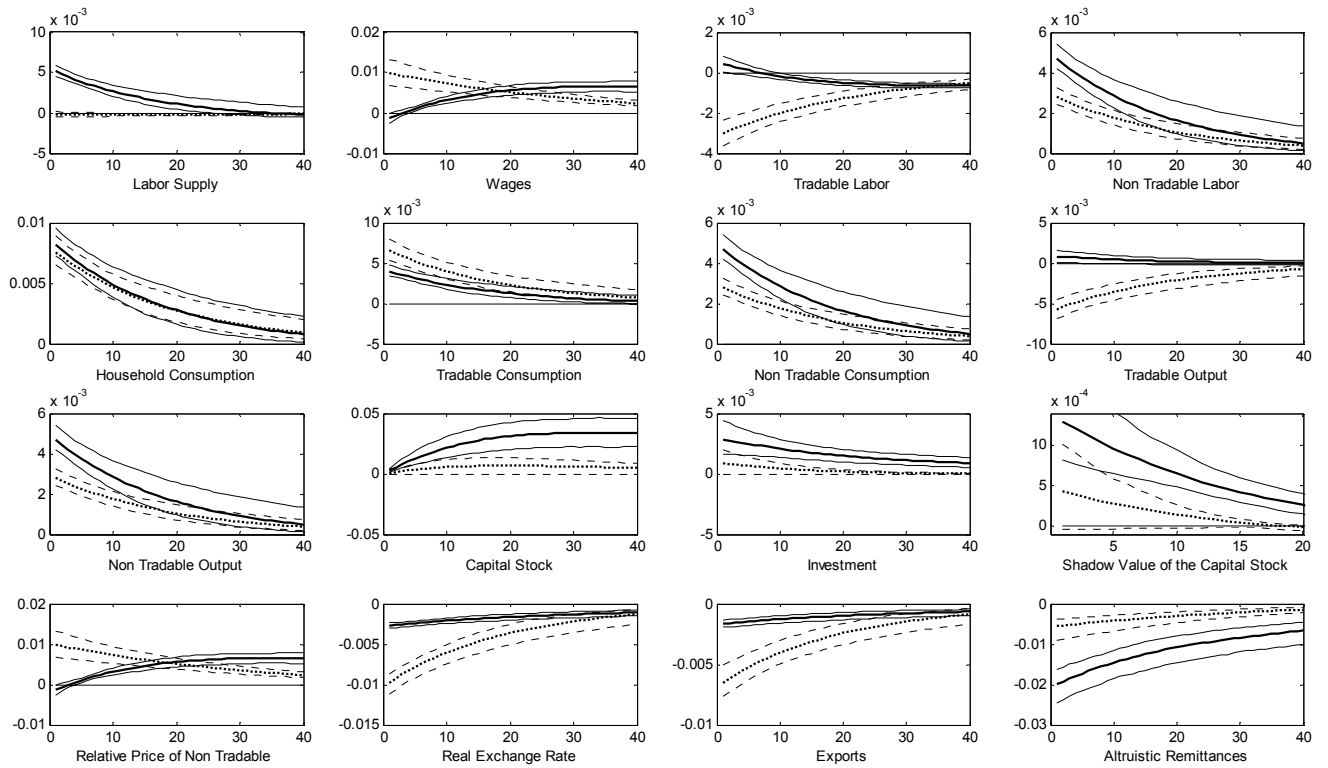 x 10⁻³ x 10⁻³ x 10⁻³
10 0.02 2 6
5 0.01 0 4
0 0 -2 2
-5 -0.01 -4 0
0 10 20 30 40 0 10 20 30 40 0 10 20 30 40 0 10 20 30 40
Labor Supply Wages Tradable Labor Non Tradable Labor
x 10⁻³ x 10⁻³ x 10⁻³
0.01 10 6 5
0.005 5 4 0
0 2 -5
0 -5 0 -10
0 10 20 30 40 0 10 20 30 40 0 10 20 30 40 0 10 20 30 40
Household Consumption Tradable Consumption Non Tradable Consumption Tradable Output
x 10⁻³ x 10⁻³ x 10⁻⁴
6 0.05 5
4 10
0 0 5
2 0
0 -0.05 -5
0 10 20 30 40 0 10 20 30 40 0 10 20 30 40 5 10 15 20
Non Tradable Output Capital Stock Investment Shadow Value of the Capital Stock
0.02 0 0 0
0.01 -0.005 -0.01
-0.005
0 -0.01 -0.02
-0.01 -0.015 -0.01 -0.03
0 10 20 30 40 0 10 20 30 40 0 10 20 30 40 0 10 20 30 40
Relative Price of Non Tradable Real Exchange Rate Exports Altruistic Remittances